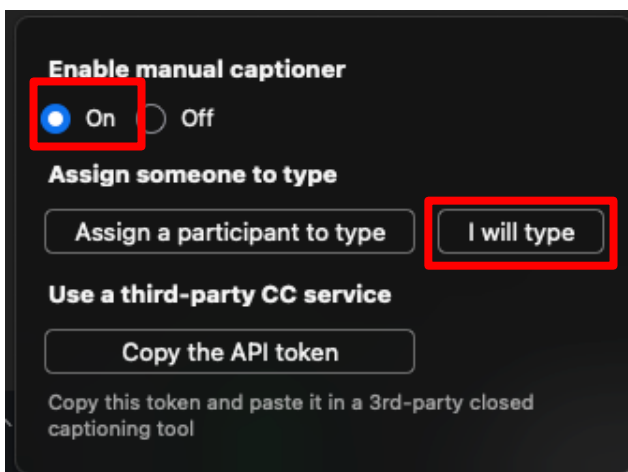 Enable manual captioner
On Off
Assign someone to type
Assign a participant to type I will type
Use a third-party CC service
Copy the API token
Copy this token and paste it in a 3rd-party closed
captioning tool